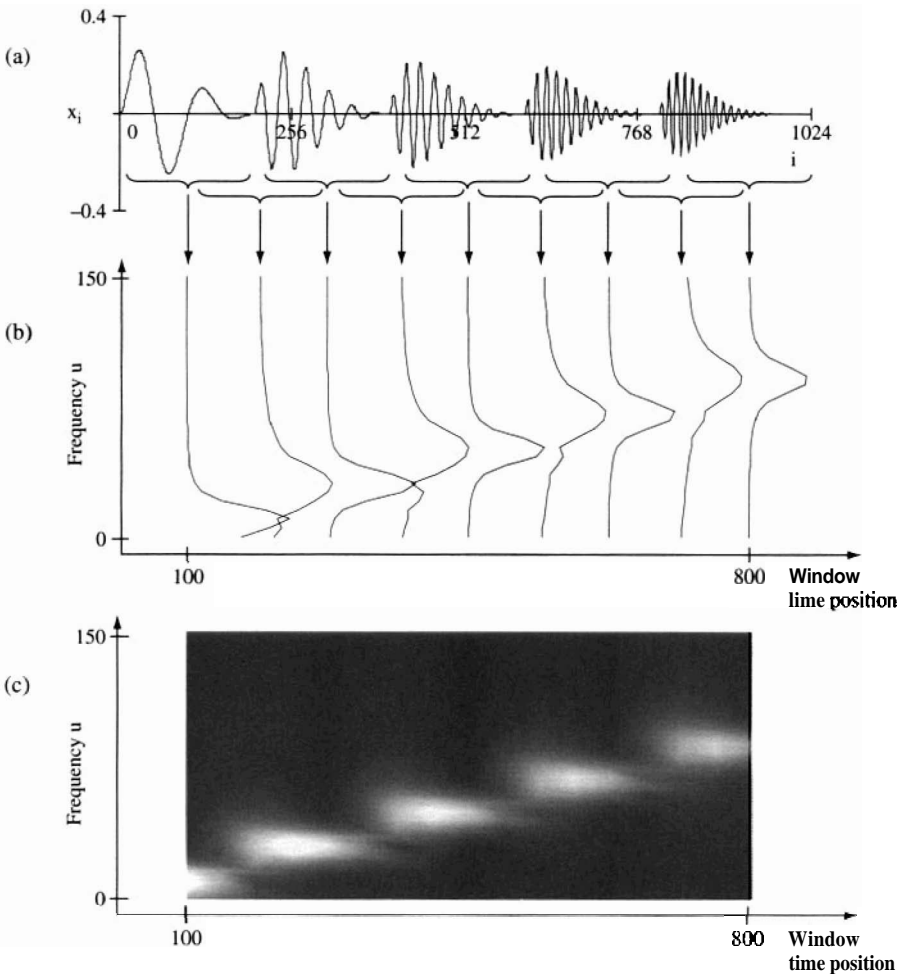 (a)
0.4
xᵢ
0
256
512
768
1024
i
–0.4
(b)
150
Frequency u
0
100
800
Window
lime position
(c)
150
Frequency u
0
100
800
Window
time position